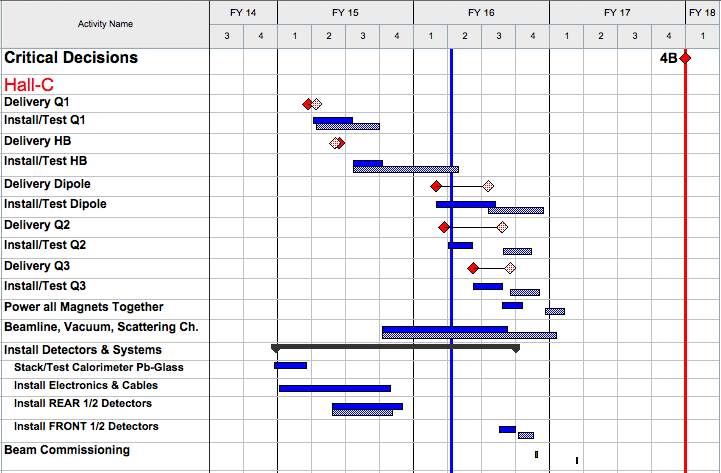 Activity Name
FY 14 FY 15 FY 16 FY 17 FY 18
3 4 1 2 3 4 1 2 3 4 1 2 3 4 1
Critical Decisions 4B
Hall-C
Delivery Q1
Install/Test Q1
Delivery HB
Install/Test HB
Delivery Dipole
Install/Test Dipole
Delivery Q2
Install/Test Q2
Delivery Q3
Install/Test Q3
Power all Magnets Together
Beamline, Vacuum, Scattering Ch.
Install Detectors & Systems
Stack/Test Calorimeter Pb-Glass
Install Electronics & Cables
Install REAR 1/2 Detectors
Install FRONT 1/2 Detectors
Beam Commissioning